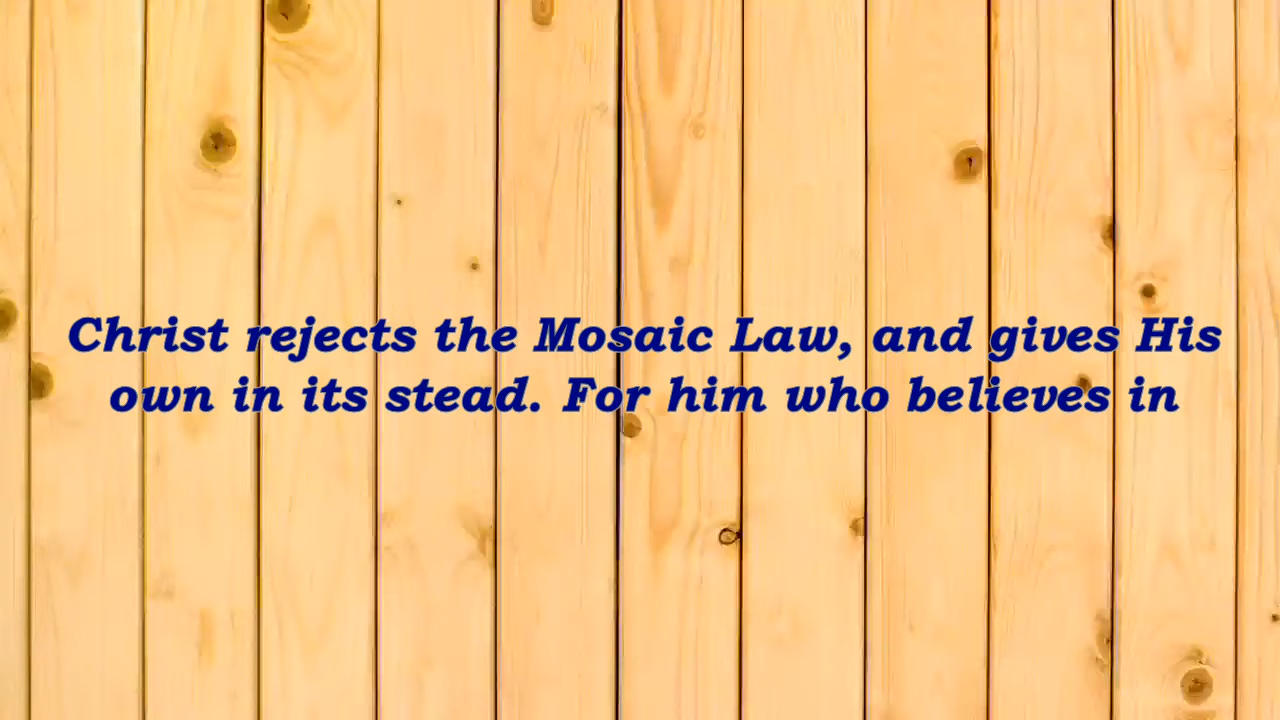 Christ rejects the Mosaic Law, and gives His
own in its stead. For him who believes in